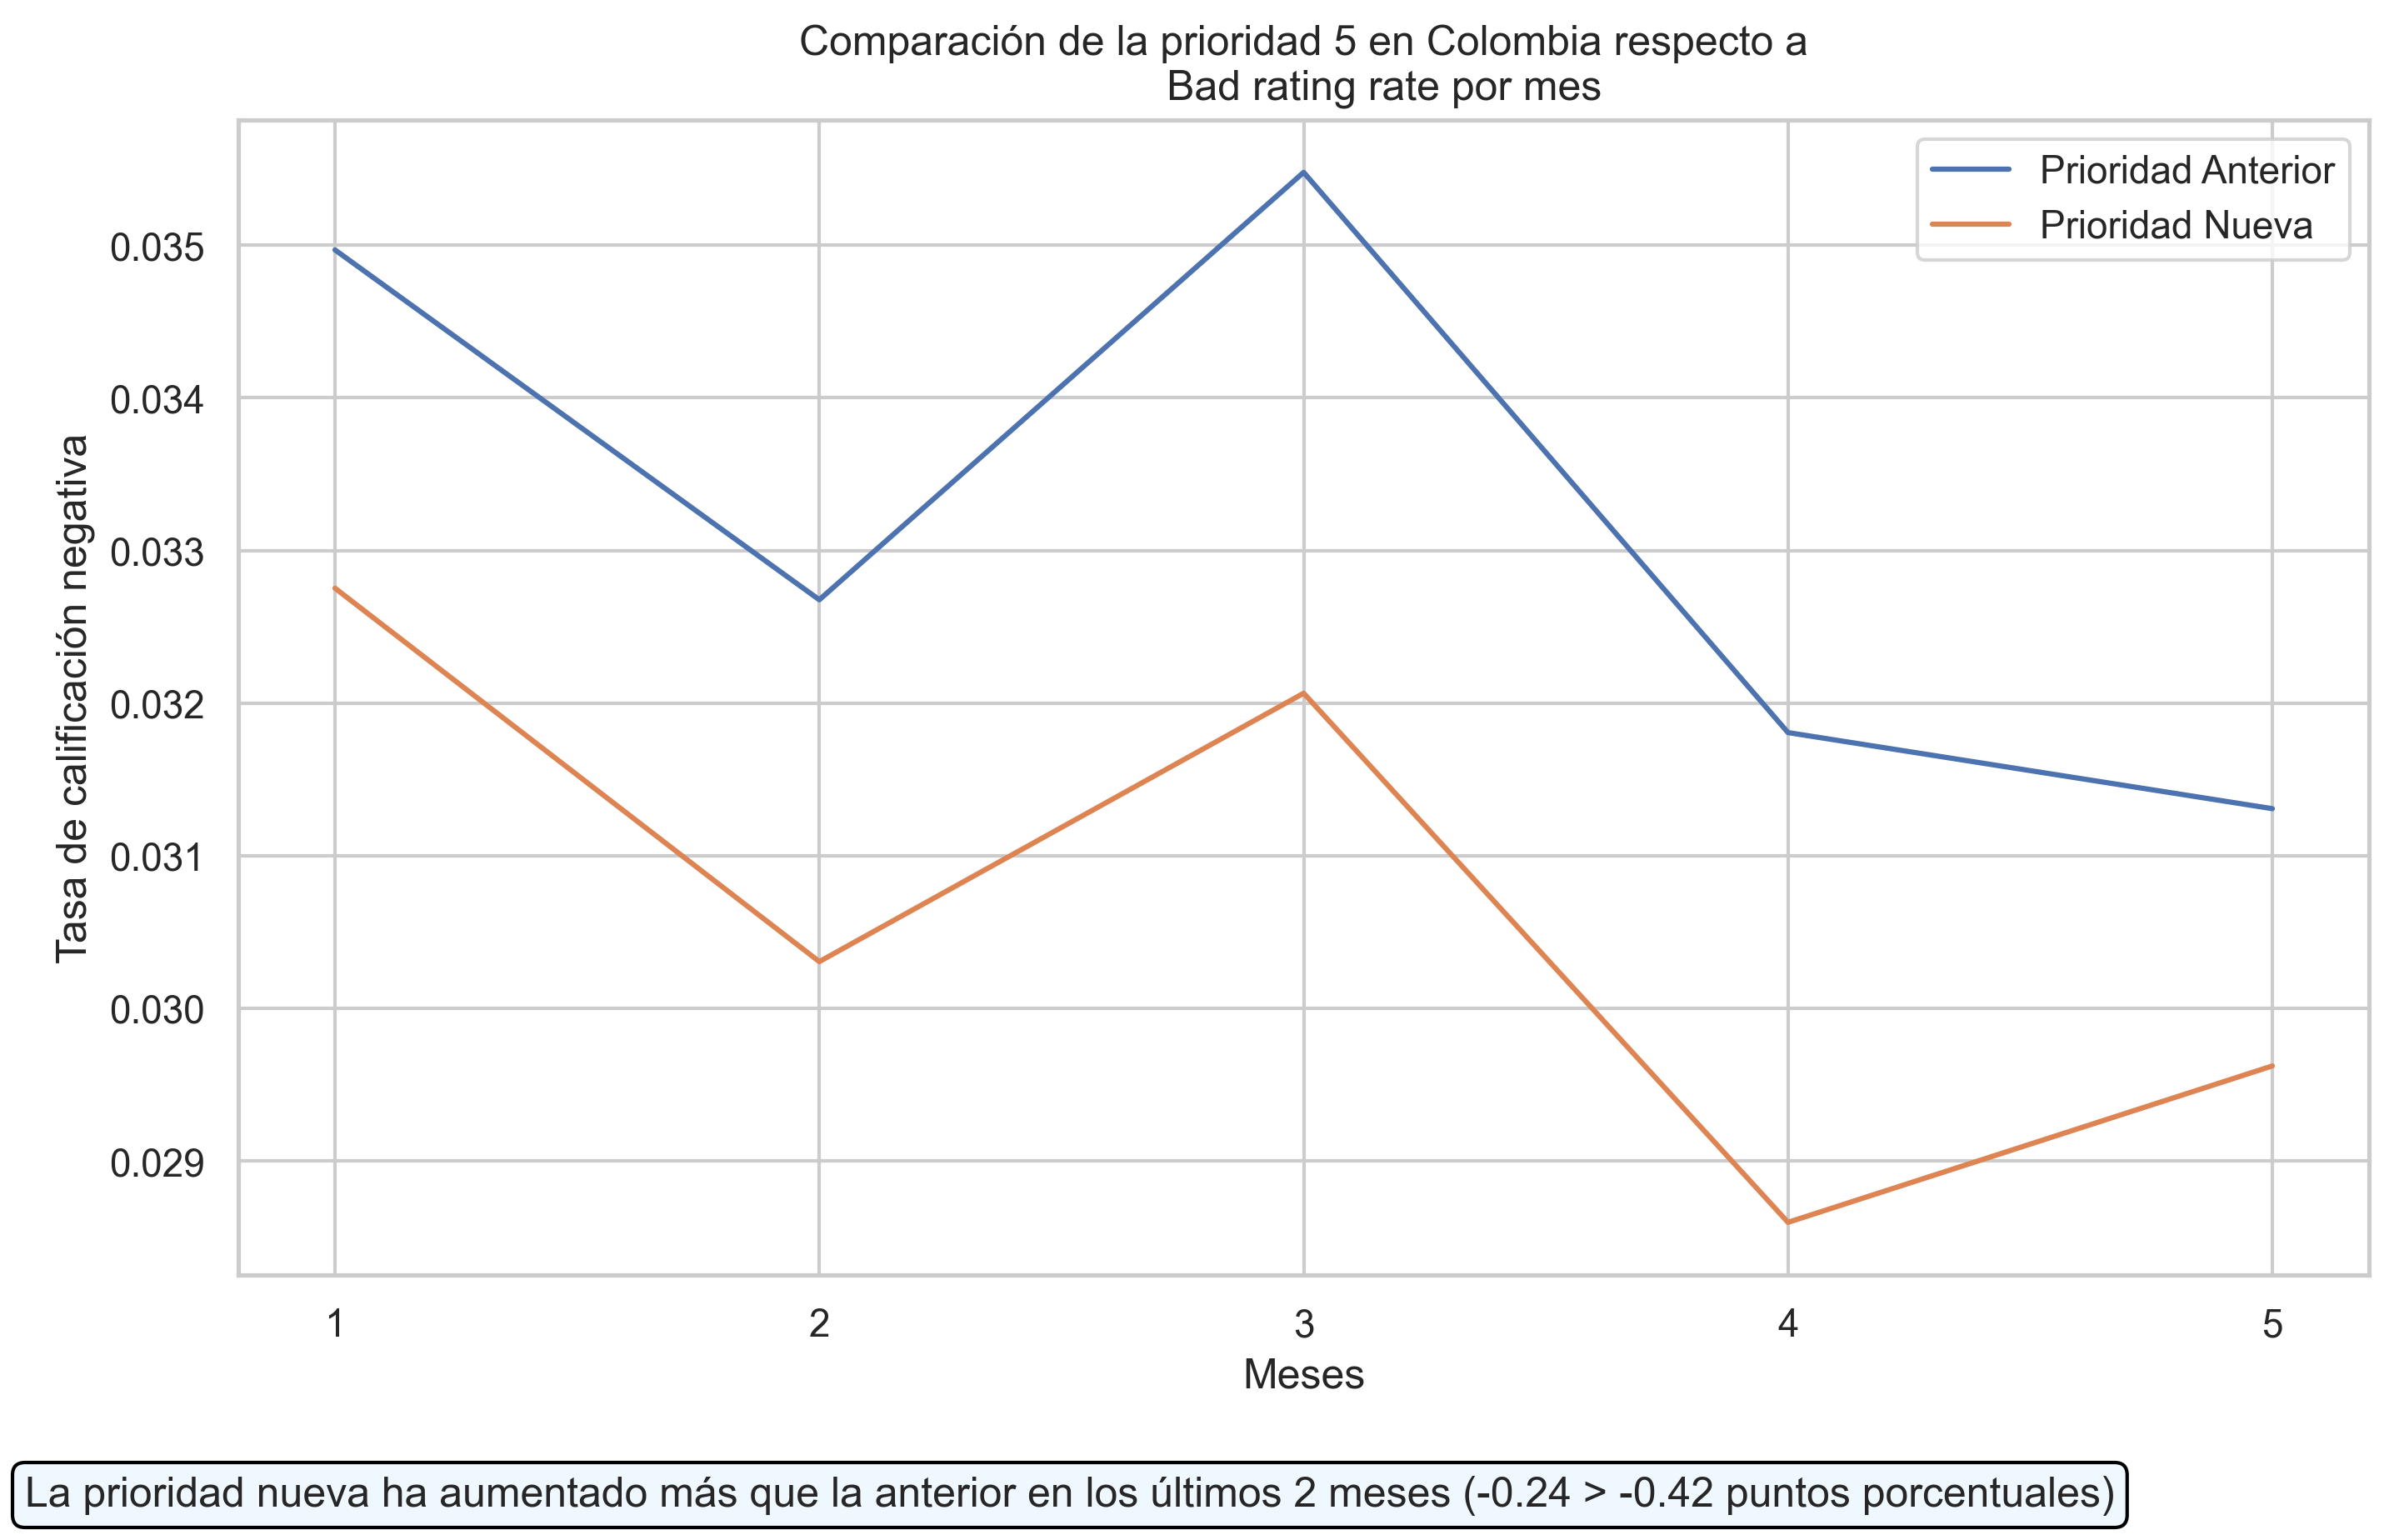 Comparación de la prioridad 5 en Colombia respecto a
Bad rating rate por mes
Prioridad Anterior
Prioridad Nueva
Tasa de calificación negativa
0.035
0.034
0.033
0.032
0.031
0.030
0.029
1 2 3 4 5
Meses
La prioridad nueva ha aumentado más que la anterior en los últimos 2 meses (-0.24 > -0.42 puntos porcentuales)